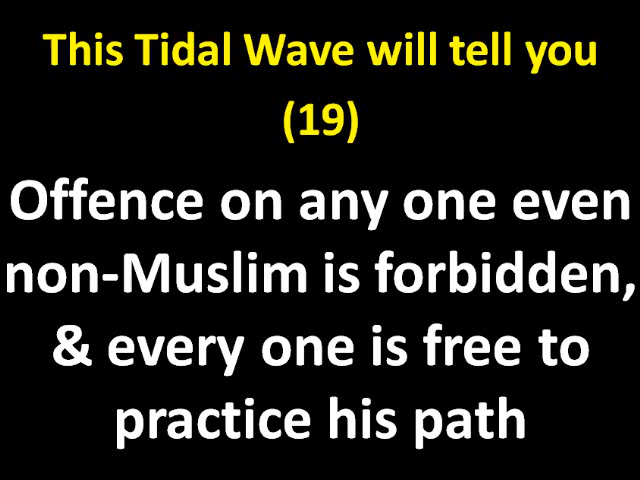 This Tidal Wave will tell you
(19)
Offence on any one even
non-Muslim is forbidden,
& every one is free to
practice his path